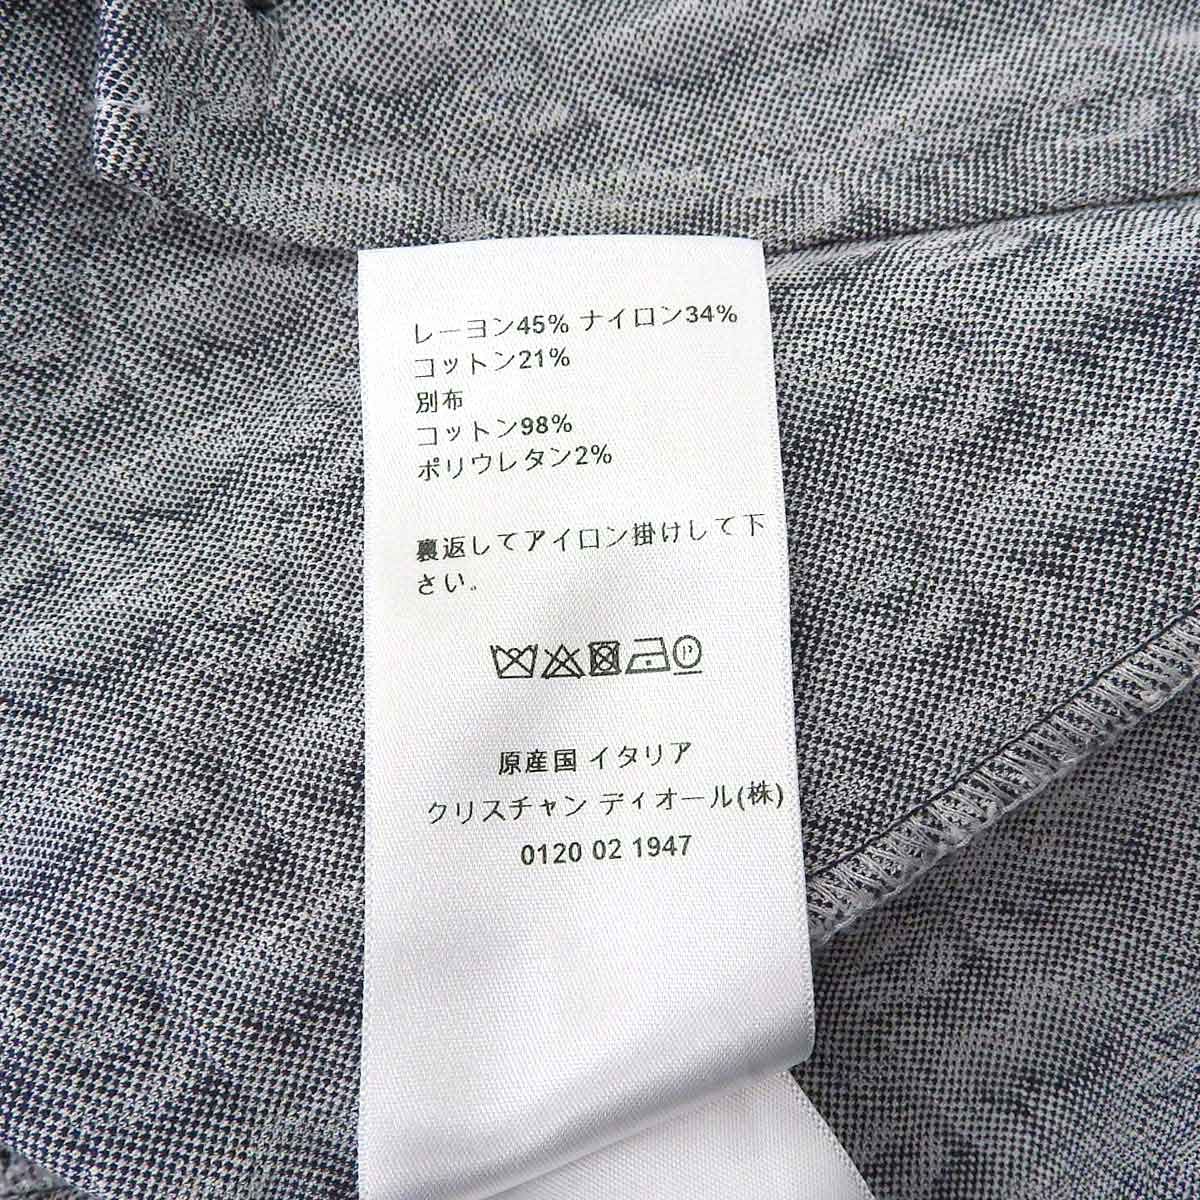 レーヨン45% ナイロン34%
コットン21%
別布
コットン98%
ポリウレタン2%
裏返してアイロン掛けして下
さい。
P
原産国 イタリア
クリスチャン ディオール(株)
0120 02 1947